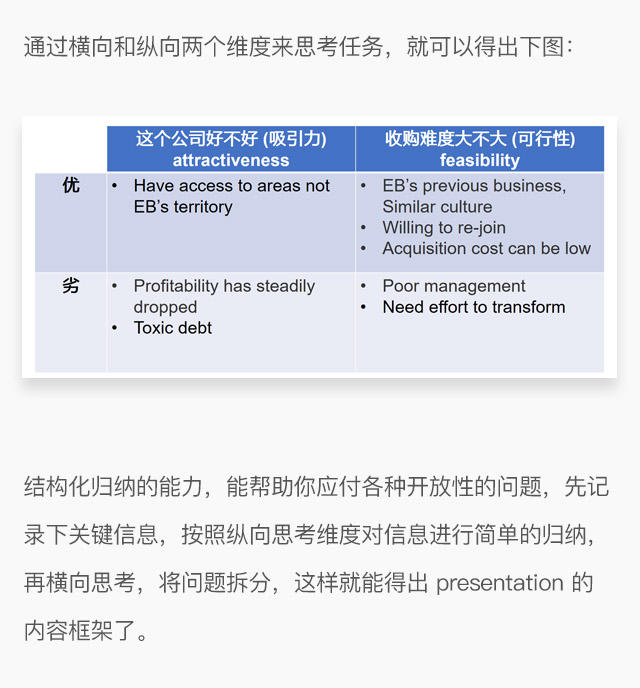 通过横向和纵向两个维度来思考任务，就可以得出下图：
这个公司好不好 (吸引力)
attractiveness
收购难度大不大 (可行性)
feasibility
优
• Have access to areas not
EB’s territory
• EB’s previous business,
Similar culture
• Willing to re-join
• Acquisition cost can be low
劣
• Profitability has steadily
dropped
• Toxic debt
• Poor management
• Need effort to transform
结构化归纳的能力，能帮助你应付各种开放性的问题，先记
录下关键信息，按照纵向思考维度对信息进行简单的归纳，
再横向思考，将问题拆分，这样就能得出 presentation 的
内容框架了。